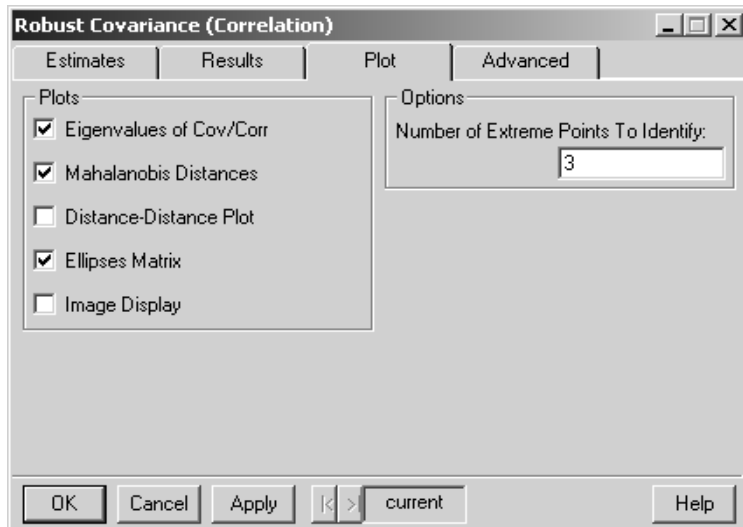 Robust Covariance (Correlation)
Estimates Results Plot Advanced
Plots
Eigenvalues of Cov/Corr
Mahalanobis Distances
Distance-Distance Plot
Ellipses Matrix
Image Display
Options
Number of Extreme Points To Identify:
3
OK Cancel Apply |< >| current Help